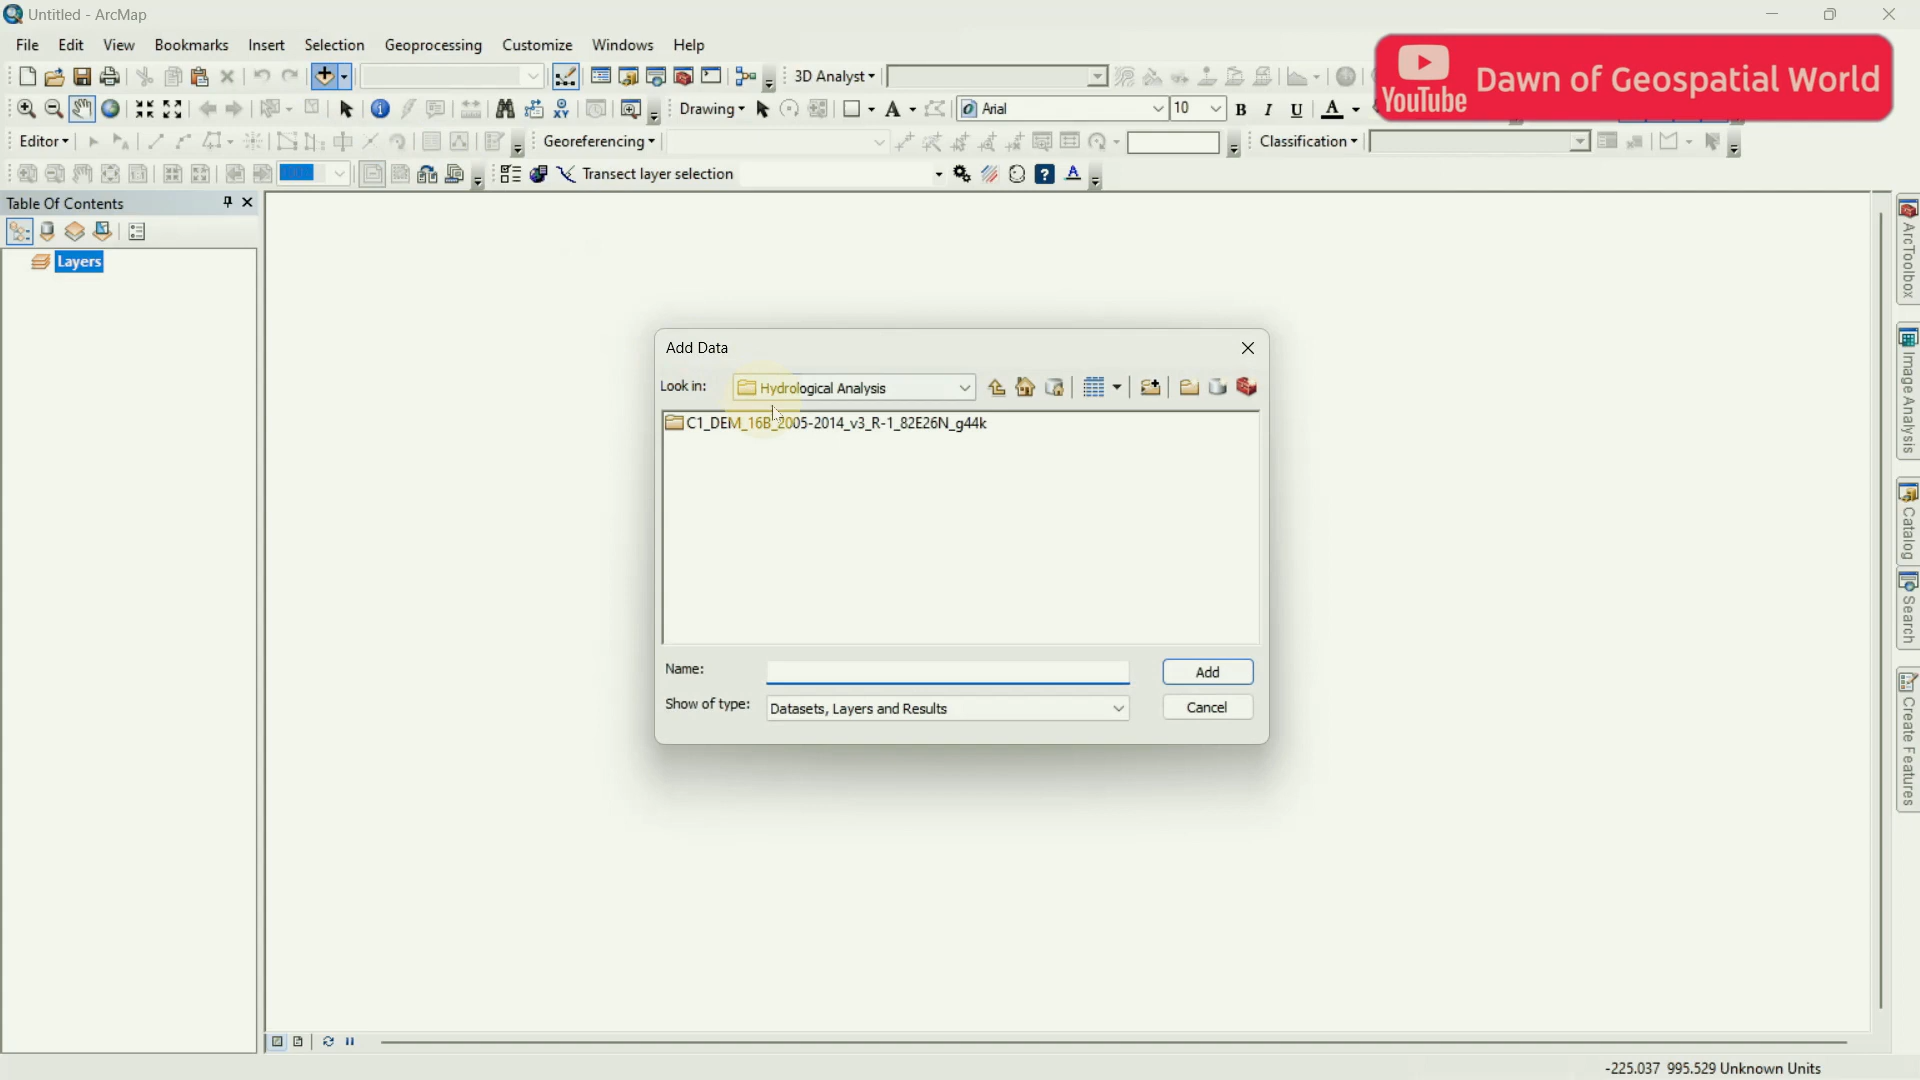 Untitled - ArcMap
File Edit View Bookmarks Insert Selection Geoprocessing Customize Windows Help
3D Analyst
YouTube Dawn of Geospatial World
Drawing Arial 10 B I U A
Editor Georeferencing Classification
Transect layer selection
Table Of Contents
Layers
Add Data
Look in: Hydrological Analysis
C1_DEM_16B_2005-2014_v3_R-1_82E26N_g44k
Name: Add
Show of type: Datasets, Layers and Results Cancel
ArcToolbox
Image Analysis
Catalog
Search
Create Features
-225.037 995.529 Unknown Units